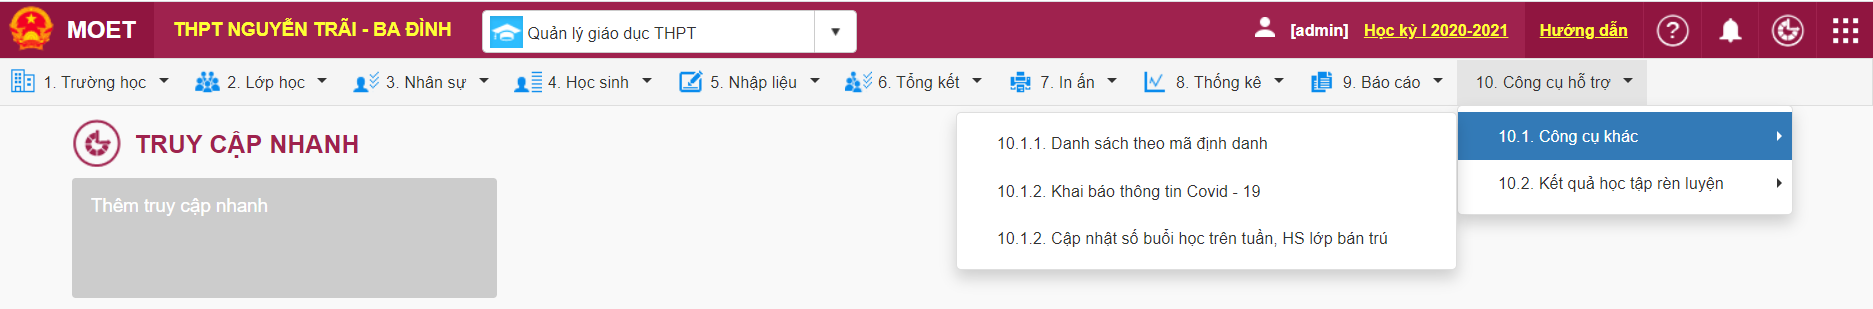 MOET
THPT NGUYỄN TRÃI - BA ĐÌNH
Quản lý giáo dục THPT
[admin]
Học kỳ I 2020-2021
Hướng dẫn
?
1. Trường học
2. Lớp học
3. Nhân sự
4. Học sinh
5. Nhập liệu
6. Tổng kết
7. In ấn
8. Thống kê
9. Báo cáo
10. Công cụ hỗ trợ
TRUY CẬP NHANH
Thêm truy cập nhanh
10.1.1. Danh sách theo mã định danh
10.1.2. Khai báo thông tin Covid - 19
10.1.2. Cập nhật số buổi học trên tuần, HS lớp bán trú
10.1. Công cụ khác
10.2. Kết quả học tập rèn luyện